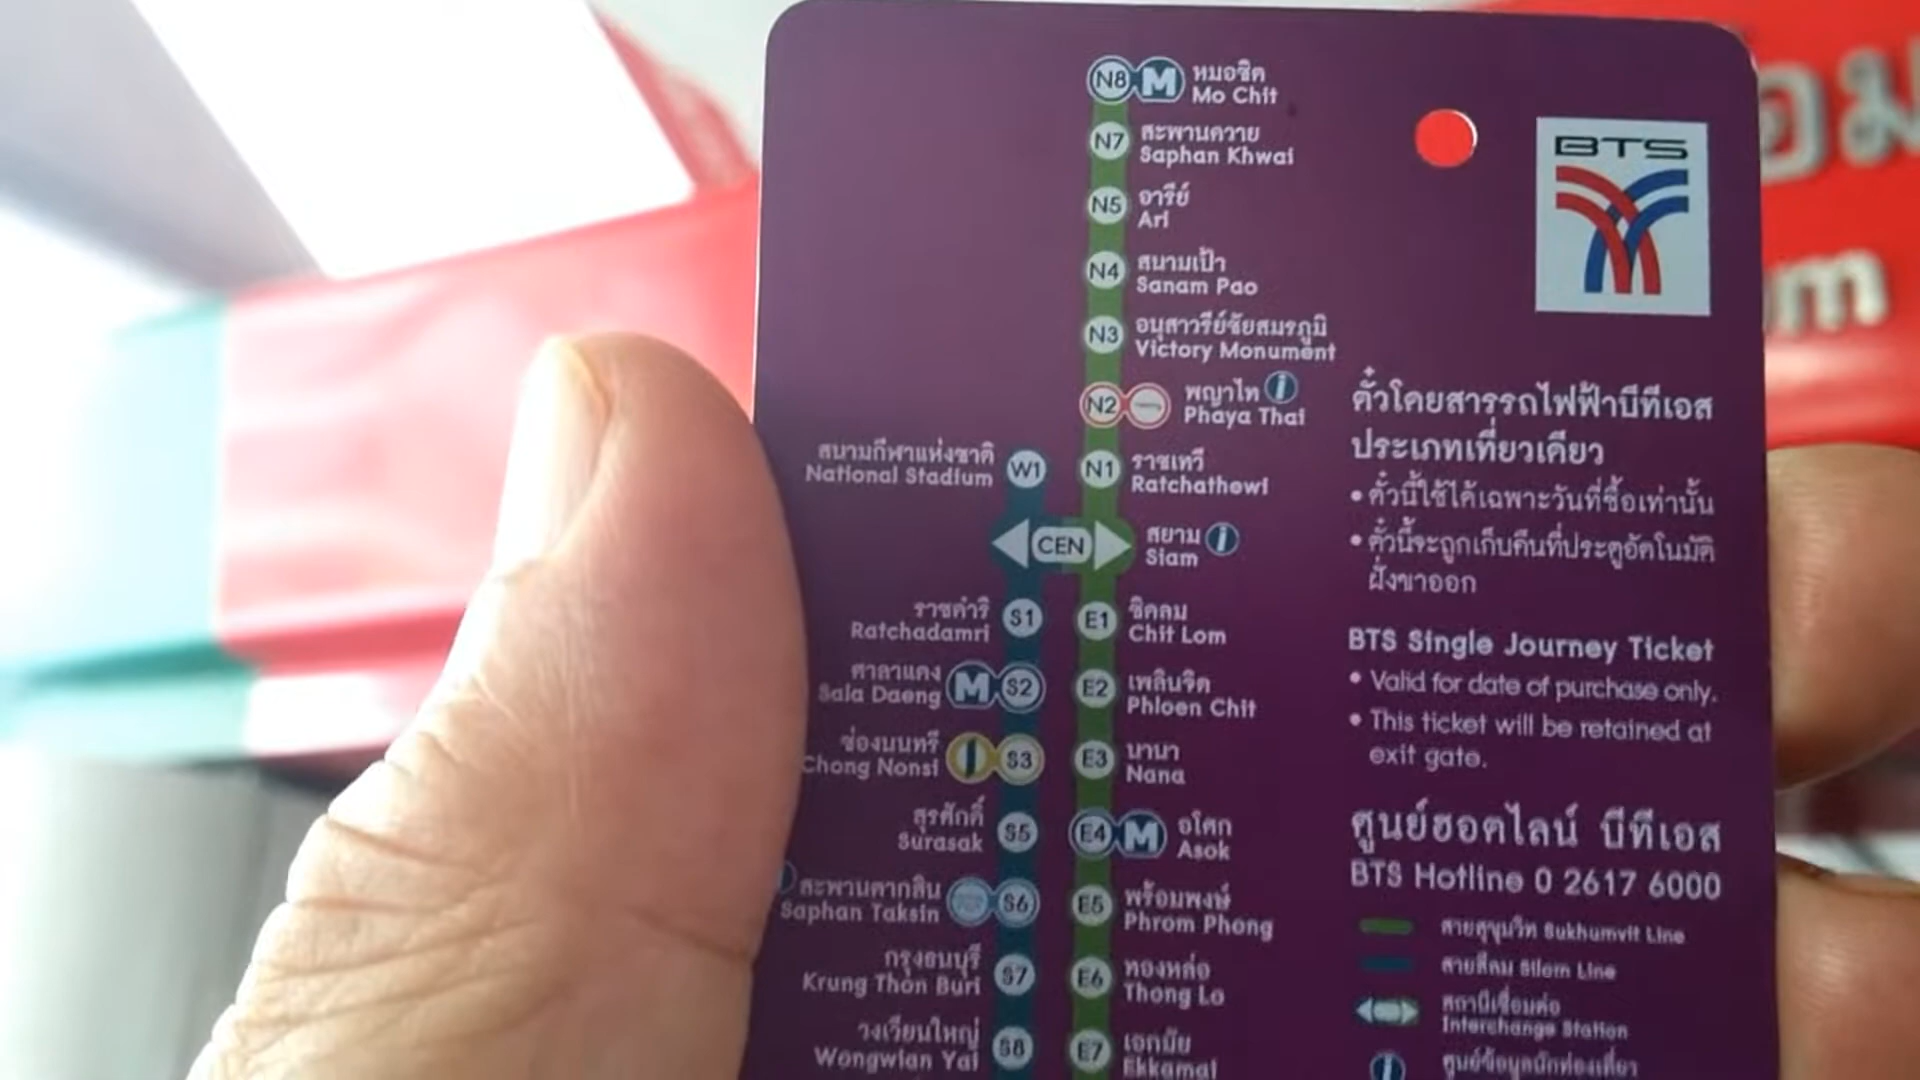 N8 M หมอชิต
Mo Chit
N7 สะพานควาย
Saphan Khwai
N5 อารีย์
Ari
N4 สนามเป้า
Sanam Pao
N3 อนุสาวรีย์ชัยสมรภูมิ
Victory Monument
N2 พญาไท i
Phaya Thai
สนามกีฬาแห่งชาติ
National Stadium W1
N1 ราชเทวี
Ratchathewi
CEN สยาม i
Siam
ราชดำริ
Ratchadamri S1
E1 ชิดลม
Chit Lom
ศาลาแดง
Sala Daeng M S2
E2 เพลินจิต
Phloen Chit
ช่องนนทรี
Chong Nonsi S3
E3 นานา
Nana
สุรศักดิ์
Surasak S5
E4 M อโศก
Asok
สะพานตากสิน
Saphan Taksin S6
E5 พร้อมพงษ์
Phrom Phong
กรุงธนบุรี
Krung Thon Buri S7
E6 ทองหล่อ
Thong Lo
วงเวียนใหญ่
Wongwian Yai S8
E7 เอกมัย
Ekkamai
BTS
ตั๋วโดยสารรถไฟฟ้าบีทีเอส
ประเภทเที่ยวเดียว
• ตั๋วนี้ใช้ได้เฉพาะวันที่ซื้อเท่านั้น
• ตั๋วนี้จะถูกเก็บคืนที่ประตูอัตโนมัติ
ฝั่งขาออก
BTS Single Journey Ticket
• Valid for date of purchase only.
• This ticket will be retained at
exit gate.
ศูนย์ฮอตไลน์ บีทีเอส
BTS Hotline 0 2617 6000
สายสุขุมวิท Sukhumvit Line
สายสีลม Silom Line
สถานีเชื่อมต่อ
Interchange Station
i ศูนย์ข้อมูลนักท่องเที่ยว
อม
um